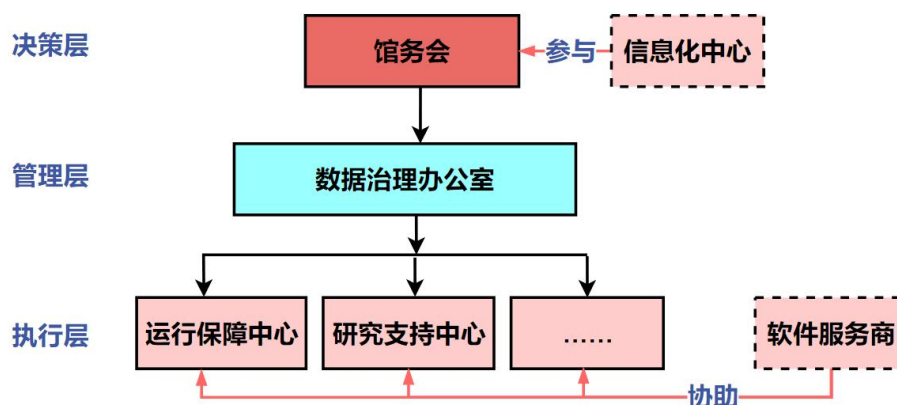 决策层
馆务会
参与
信息化中心
管理层
数据治理办公室
执行层
运行保障中心
研究支持中心
......
软件服务商
协助